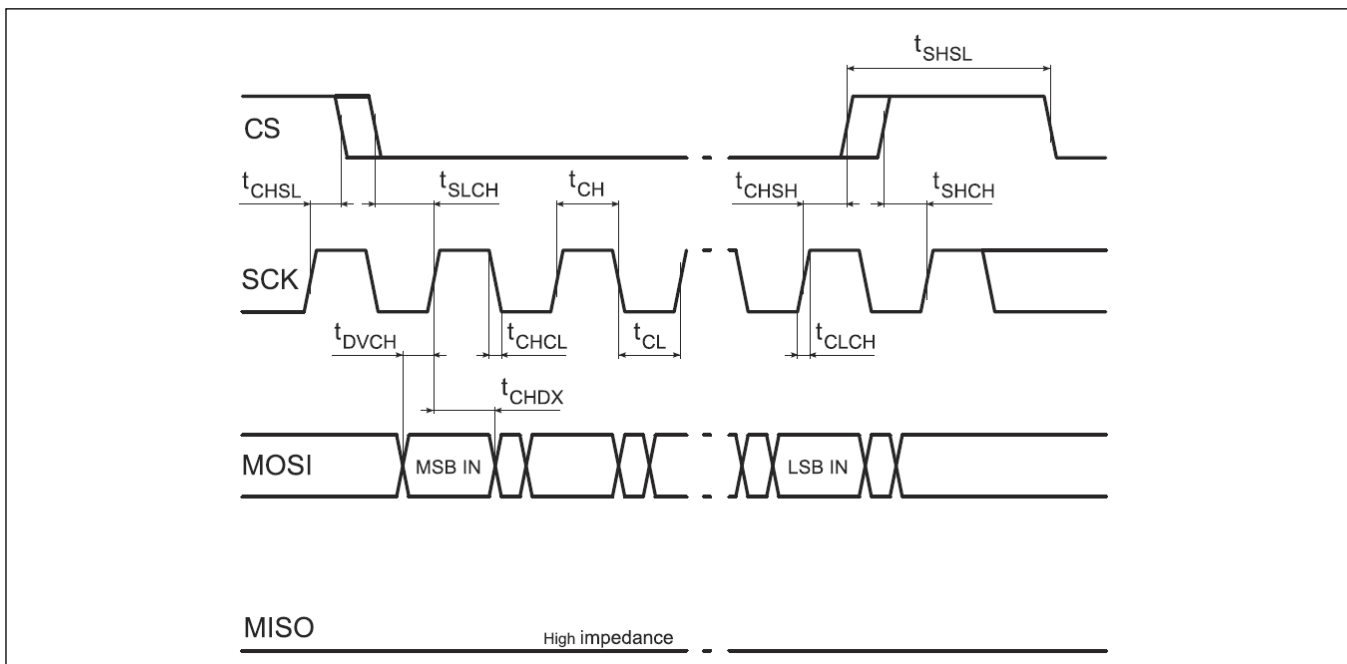 tSHSL
CS
tCHSL
tSLCH
tCH
tCHSH
tSHCH
SCK
tDVCH
tCHCL
tCL
tCLCH
tCHDX
MOSI
MSB IN
LSB IN
MISO
High impedance